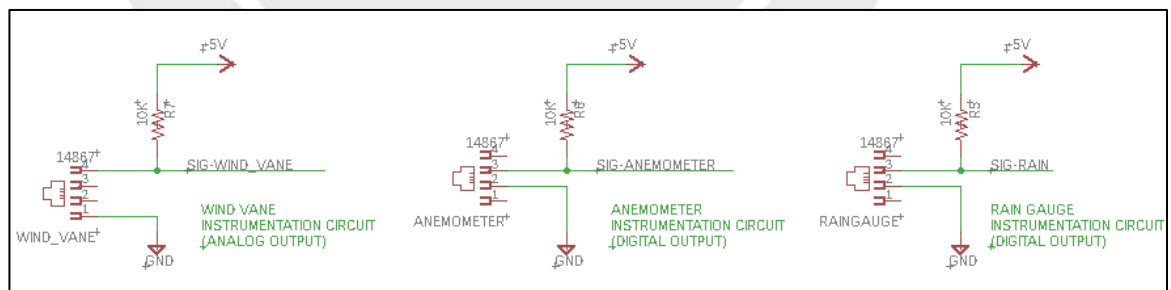 +5V
10K
R7
14867
4
3
2
1
SIG-WIND_VANE
WIND_VANE
WIND VANE
INSTRUMENTATION CIRCUIT
(ANALOG OUTPUT)
GND
+5V
10K
R6
14867
4
3
2
1
SIG-ANEMOMETER
ANEMOMETER
ANEMOMETER
INSTRUMENTATION CIRCUIT
(DIGITAL OUTPUT)
GND
+5V
10K
R5
14867
4
3
2
1
SIG-RAIN
RAINGAUGE
RAIN GAUGE
INSTRUMENTATION CIRCUIT
(DIGITAL OUTPUT)
GND